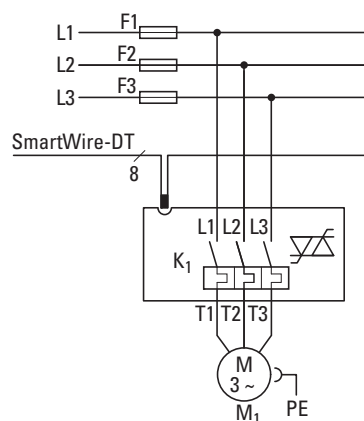 L1 F1
L2 F2
L3 F3
SmartWire-DT
8
L1 L2 L3
K1
T1 T2 T3
M
3 ~
M1 PE